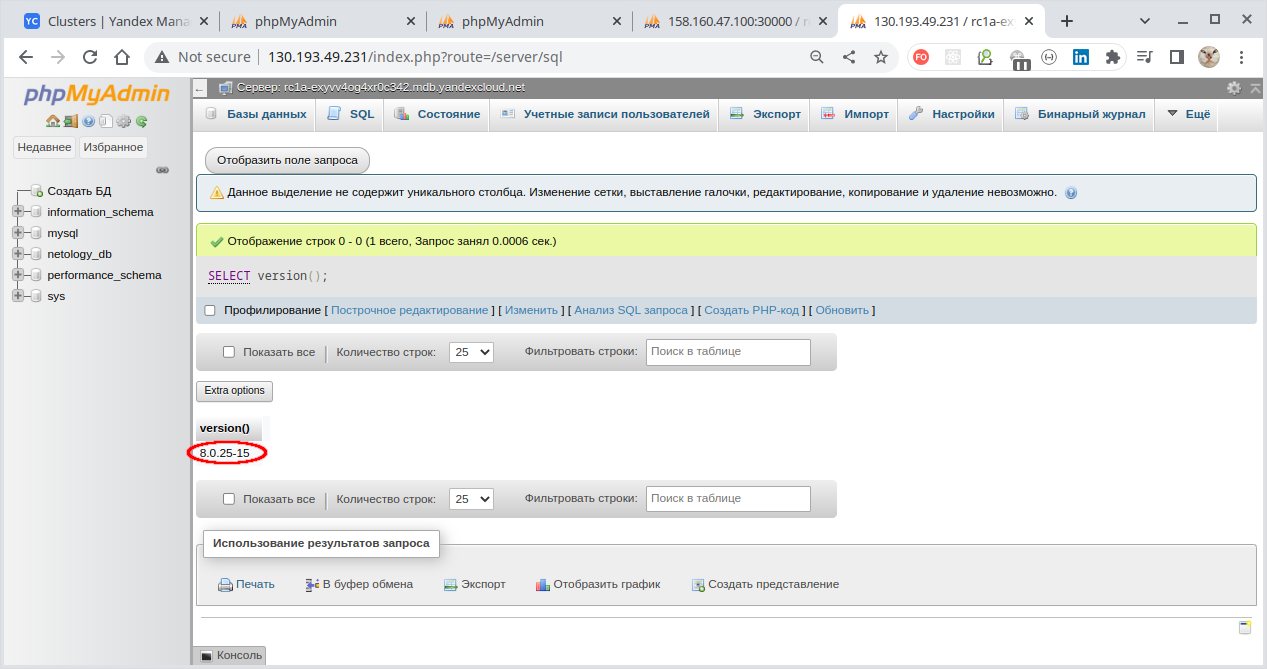 Clusters | Yandex Mana
phpMyAdmin
phpMyAdmin
158.160.47.100:30000 / r
130.193.49.231 / rc1a-ex
Not secure | 130.193.49.231/index.php?route=/server/sql
phpMyAdmin
Недавнее Избранное
Создать БД
information_schema
mysql
netology_db
performance_schema
sys
Сервер: rc1a-exyvv4og4xr0c342.mdb.yandexcloud.net
Базы данных SQL Состояние Учетные записи пользователей Экспорт Импорт Настройки Бинарный журнал Ещё
Отобразить поле запроса
Данное выделение не содержит уникального столбца. Изменение сетки, выставление галочки, редактирование, копирование и удаление невозможно.
Отображение строк 0 - 0 (1 всего, Запрос занял 0.0006 сек.)
SELECT version();
Профилирование [ Построчное редактирование ] [ Изменить ] [ Анализ SQL запроса ] [ Создать PHP-код ] [ Обновить ]
Показать все | Количество строк: 25 Фильтровать строки: Поиск в таблице
Extra options
version()
8.0.25-15
Показать все | Количество строк: 25 Фильтровать строки: Поиск в таблице
Использование результатов запроса
Печать В буфер обмена Экспорт Отобразить график Создать представление
Консоль